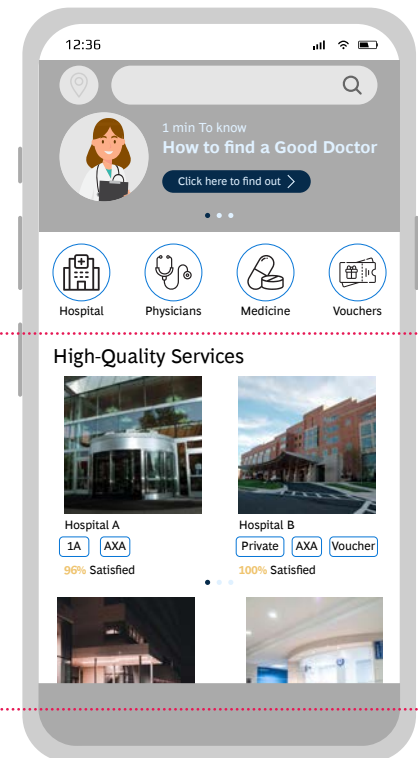 12:36
1 min To know
How to find a Good Doctor
Click here to find out
Hospital Physicians Medicine Vouchers
High-Quality Services
Hospital A Hospital B
1A AXA Private AXA Voucher
96% Satisfied 100% Satisfied